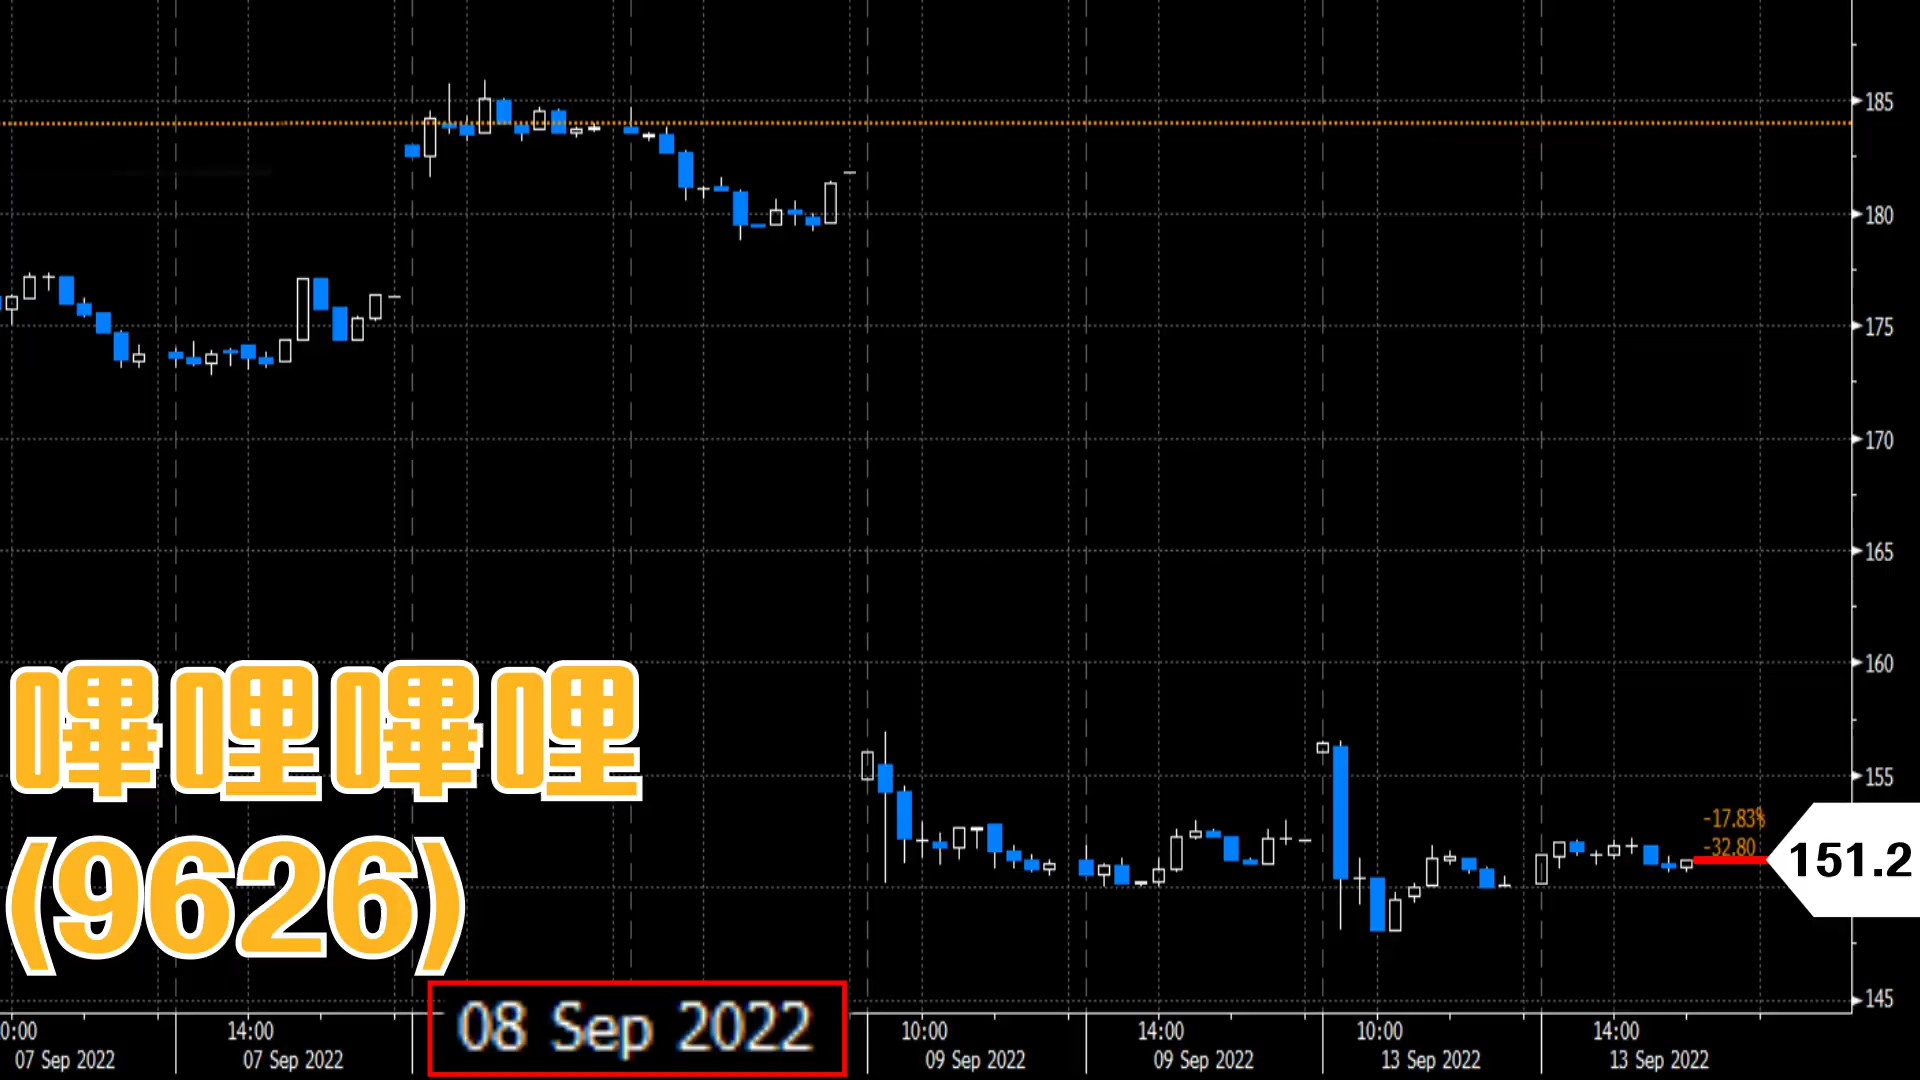 185
180
175
170
165
160
155
-17.83%
-32.80
151.2
145
嗶哩嗶哩
(9626)
0:00
14:00
10:00
14:00
10:00
14:00
07 Sep 2022
07 Sep 2022
08 Sep 2022
09 Sep 2022
09 Sep 2022
13 Sep 2022
13 Sep 2022